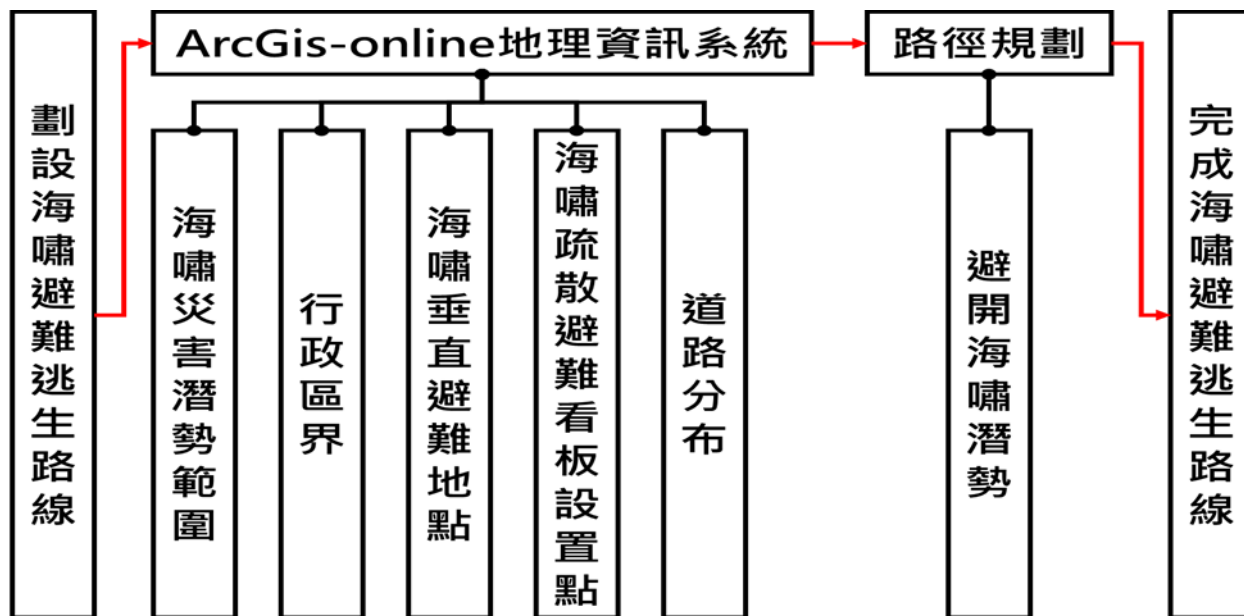 劃設海嘯避難逃生路線
ArcGis-online地理資訊系統
海嘯災害潛勢範圍
行政區界
海嘯垂直避難地點
海嘯疏散避難看板設置點
道路分布
路徑規劃
避開海嘯潛勢
完成海嘯避難逃生路線